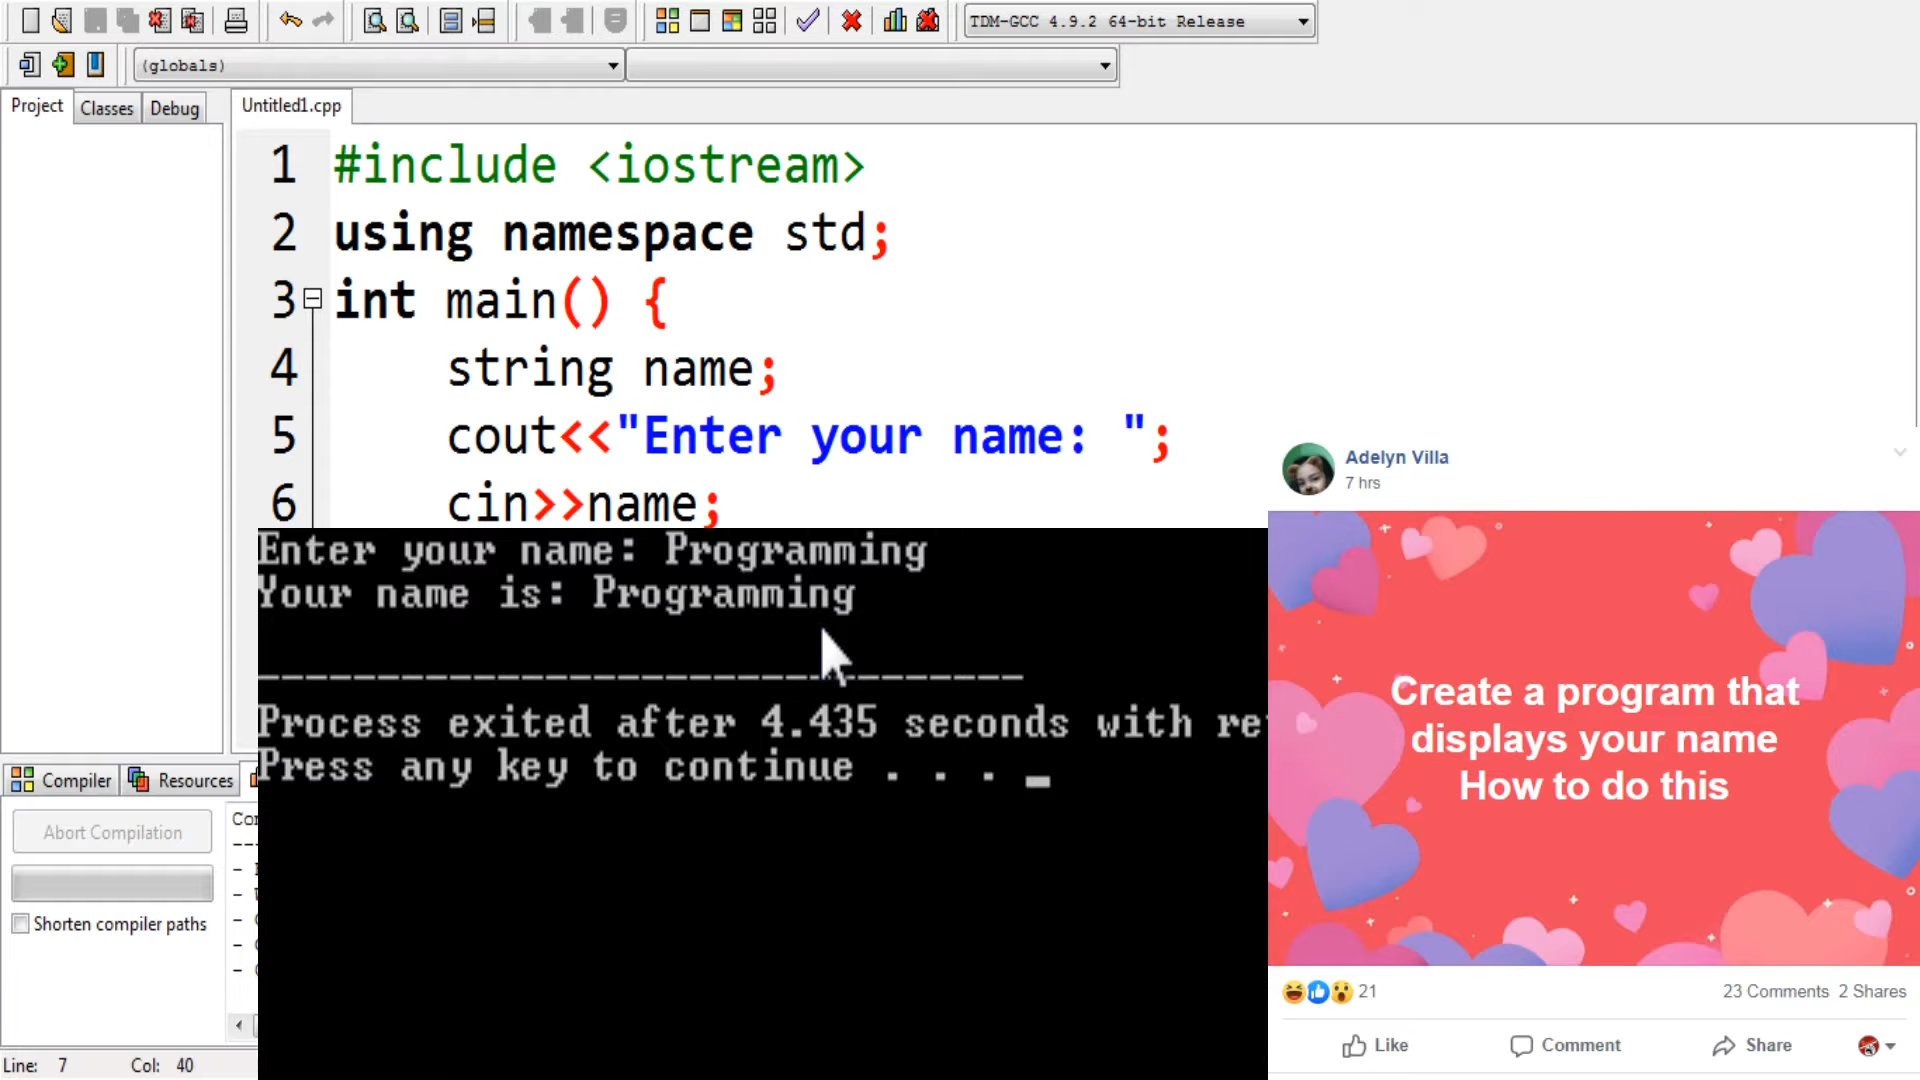 TDM-GCC 4.9.2 64-bit Release
(globals)
Project Classes Debug
Untitled1.cpp
1 #include <iostream>
2 using namespace std;
3 int main() {
4 string name;
5 cout<<"Enter your name: ";
6 cin>>name;
Enter your name: Programming
Your name is: Programming
--------------------------------
Process exited after 4.435 seconds with re
Press any key to continue . . . _
Compiler Resources
Abort Compilation
Shorten compiler paths
Line: 7 Col: 40
Adelyn Villa
7 hrs
Create a program that
displays your name
How to do this
21 23 Comments 2 Shares
Like Comment Share